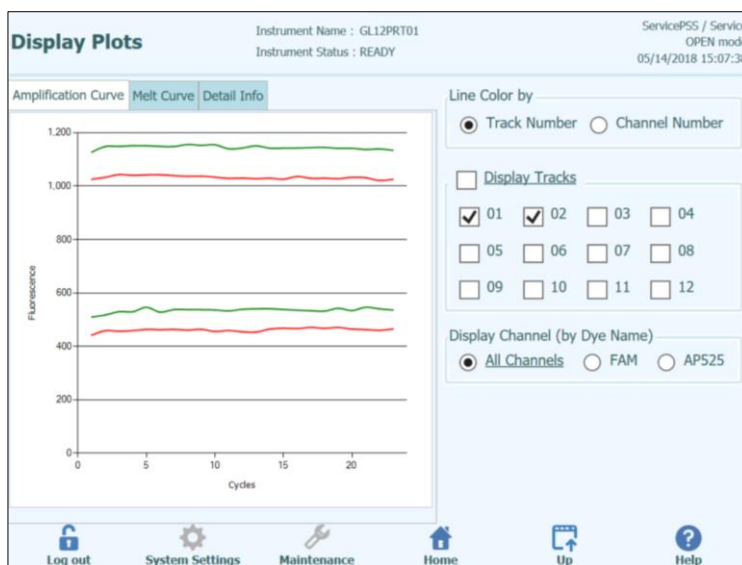 Display Plots
Instrument Name : GL12PRT01
Instrument Status : READY
ServicePSS / Servic
OPEN mod
05/14/2018 15:07:38
Amplification Curve
Melt Curve
Detail Info
Line Color by
Track Number
Channel Number
Display Tracks
01 02 03 04
05 06 07 08
09 10 11 12
Display Channel (by Dye Name)
All Channels
FAM
AP525
1,200
1,000
800
600
400
200
0
Fluorescence
0 5 10 15 20
Cycles
Log out
System Settings
Maintenance
Home
Up
Help